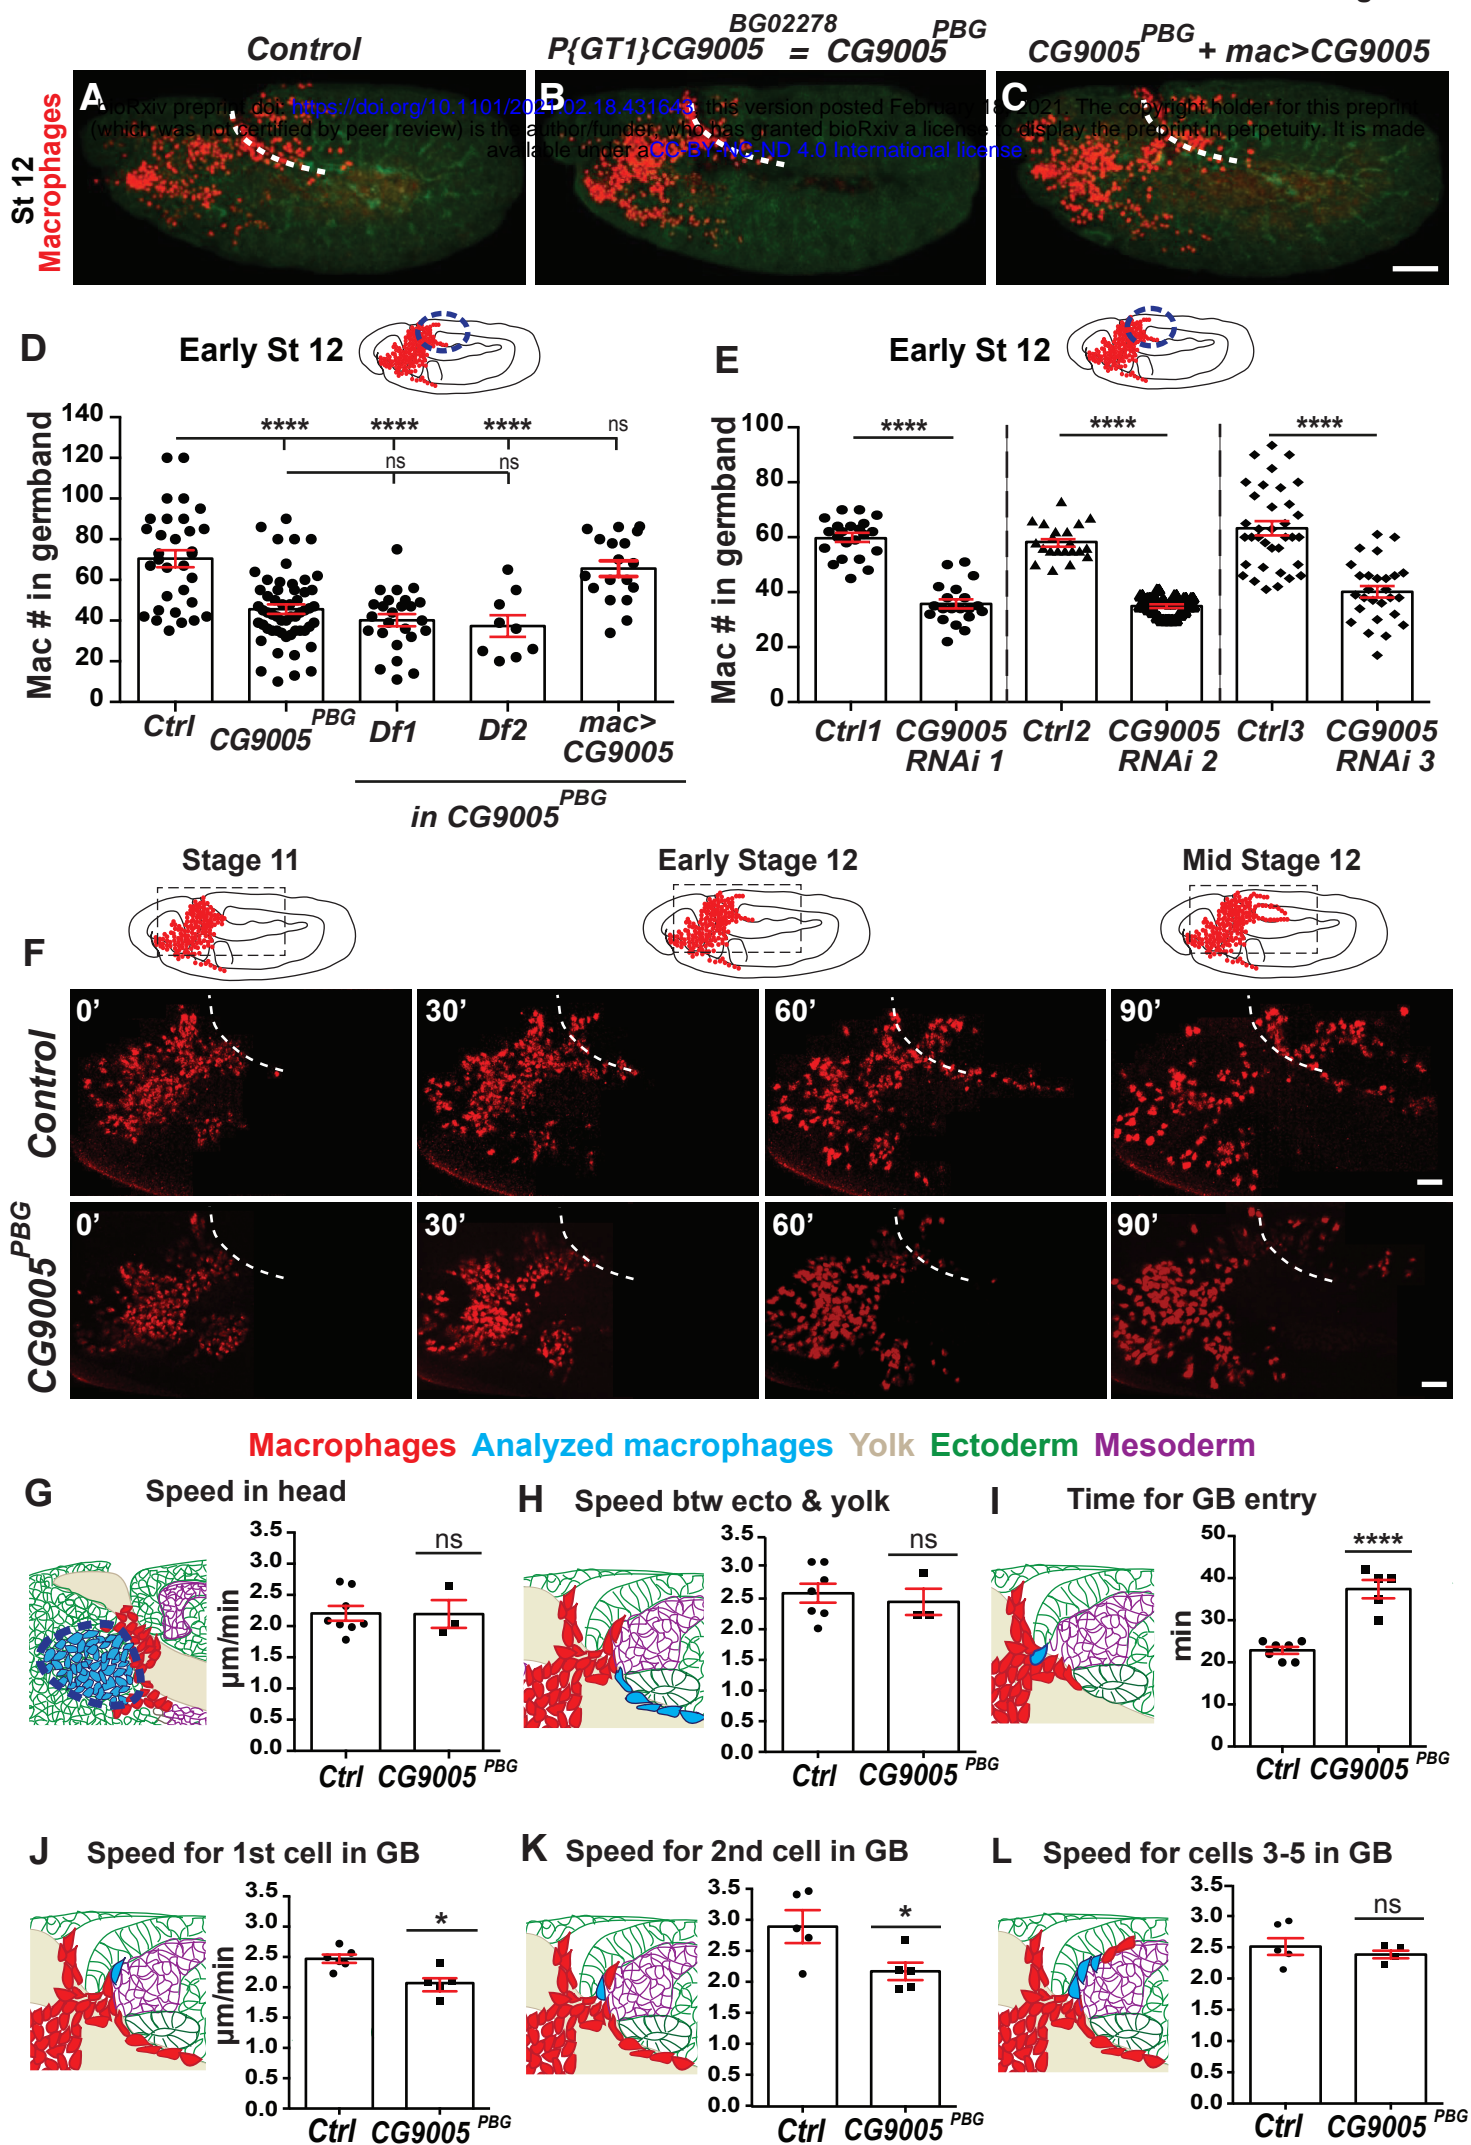 Control
P{GT1}CG9005 BG02278 = CG9005 PBG
CG9005 PBG + mac>CG9005
St 12
Macrophages
A
B
C
bioRxiv preprint doi: https://doi.org/10.1101/2021.02.18.431643; this version posted February 18, 2021. The copyright holder for this preprint
(which was not certified by peer review) is the author/funder, who has granted bioRxiv a license to display the preprint in perpetuity. It is made
available under aCC-BY-NC-ND 4.0 International license.
D
Early St 12
Mac # in germband
140
120
100
80
60
40
20
0
**** **** **** ns
ns ns
Ctrl
CG9005 PBG
Df1
Df2
mac>
CG9005
in CG9005 PBG
E
Early St 12
Mac # in germband
100
80
60
40
20
0
**** **** ****
Ctrl1 CG9005 Ctrl2 CG9005 Ctrl3 CG9005
RNAi 1 RNAi 2 RNAi 3
Stage 11
Early Stage 12
Mid Stage 12
F
Control
0’ 30’ 60’ 90’
CG9005 PBG
0’ 30’ 60’ 90’
Macrophages Analyzed macrophages Yolk Ectoderm Mesoderm
G
Speed in head
µm/min
3.5
3.0
2.5
2.0
1.5
1.0
0.5
0.0
ns
Ctrl CG9005 PBG
H
Speed btw ecto & yolk
3.5
3.0
2.5
2.0
1.5
1.0
0.5
0.0
ns
Ctrl CG9005 PBG
I
Time for GB entry
min
50
40
30
20
10
0
****
Ctrl CG9005 PBG
J
Speed for 1st cell in GB
µm/min
3.5
3.0
2.5
2.0
1.5
1.0
0.5
0.0
*
Ctrl CG9005 PBG
K
Speed for 2nd cell in GB
3.5
3.0
2.5
2.0
1.5
1.0
0.5
0.0
*
Ctrl CG9005 PBG
L
Speed for cells 3-5 in GB
3.5
3.0
2.5
2.0
1.5
1.0
0.5
0.0
ns
Ctrl CG9005 PBG